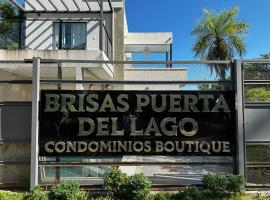 BRISAS PUERTA
DEL LAGO
CONDOMINIOS BOUTIQUE